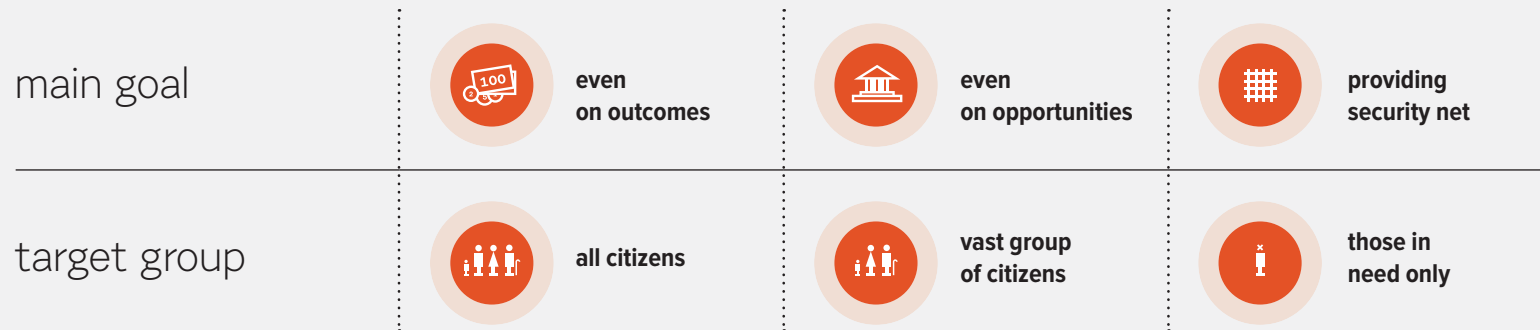 main goal
even
on outcomes
even
on opportunities
providing
security net
100
2
target group
all citizens
vast group
of citizens
those in
need only